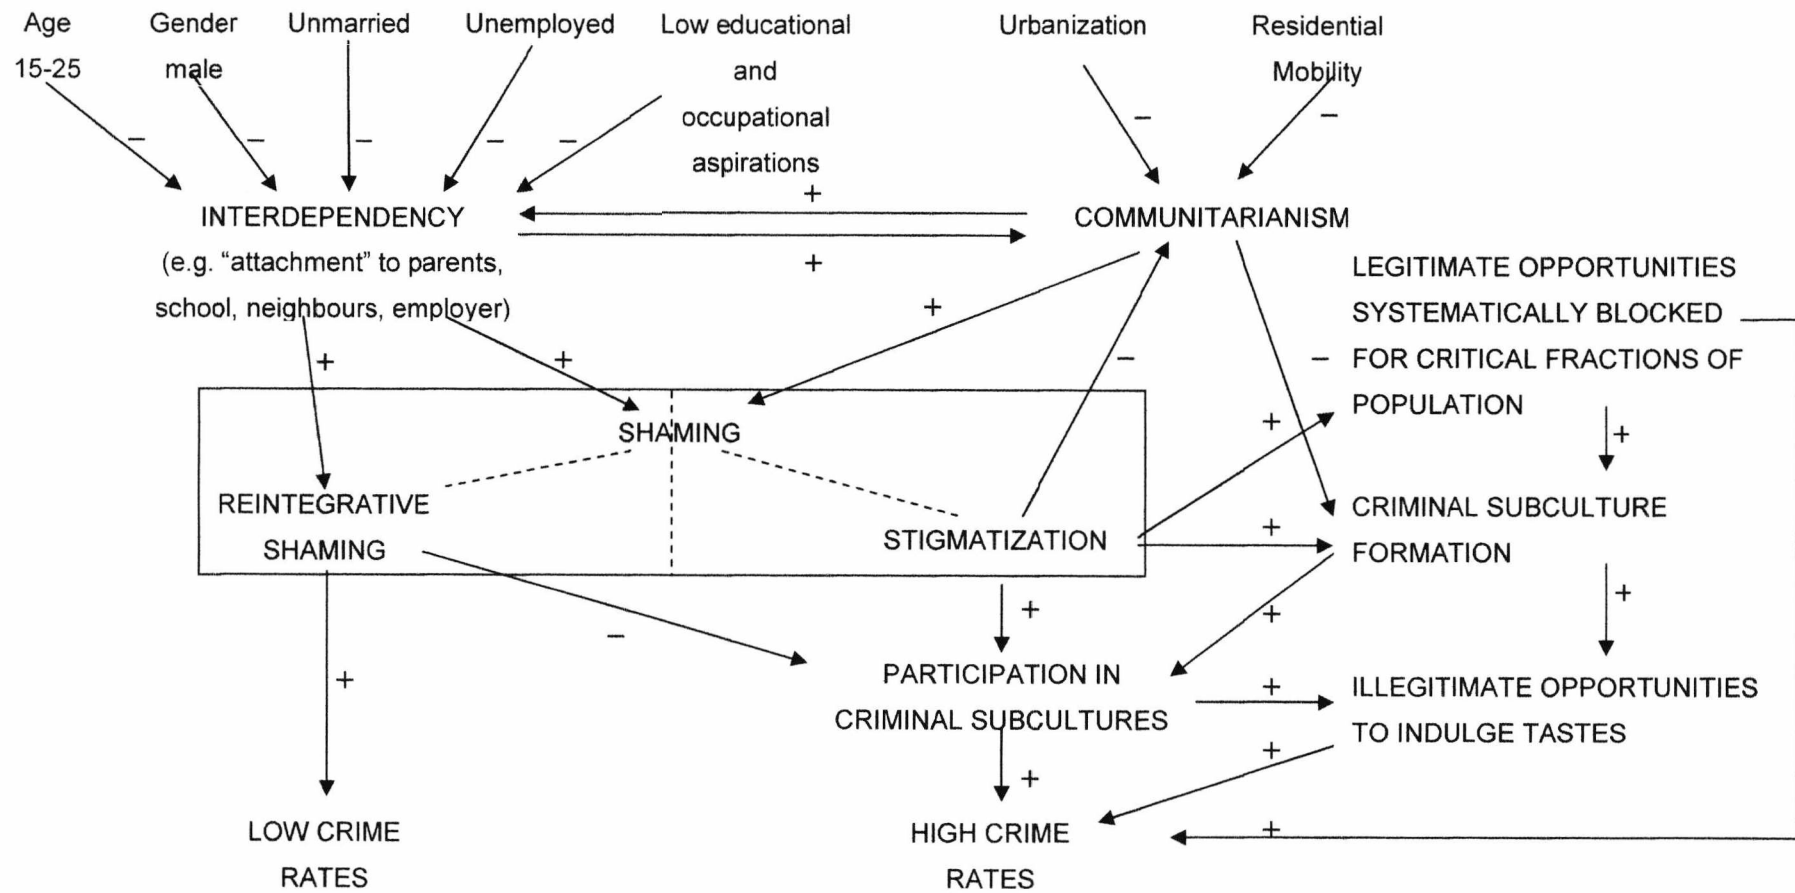 Age
15-25
Gender
male
Unmarried
Unemployed
Low educational
and
occupational
aspirations
Urbanization
Residential
Mobility
–
–
–
–
–
–
–
INTERDEPENDENCY
(e.g. “attachment” to parents,
school, neighbours, employer)
+
+
COMMUNITARIANISM
LEGITIMATE OPPORTUNITIES
SYSTEMATICALLY BLOCKED
FOR CRITICAL FRACTIONS OF
POPULATION
+
+
+
–
–
+
+
SHAMING
REINTEGRATIVE
SHAMING
STIGMATIZATION
+
CRIMINAL SUBCULTURE
FORMATION
–
+
+
+
+
PARTICIPATION IN
CRIMINAL SUBCULTURES
+
ILLEGITIMATE OPPORTUNITIES
TO INDULGE TASTES
+
+
+
LOW CRIME
RATES
HIGH CRIME
RATES